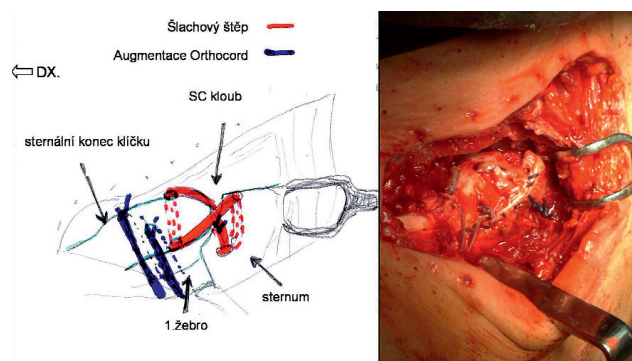 Šlachový štěp
Augmentace Orthocord
DX.
SC kloub
sternální konec klíčku
sternum
1.žebro